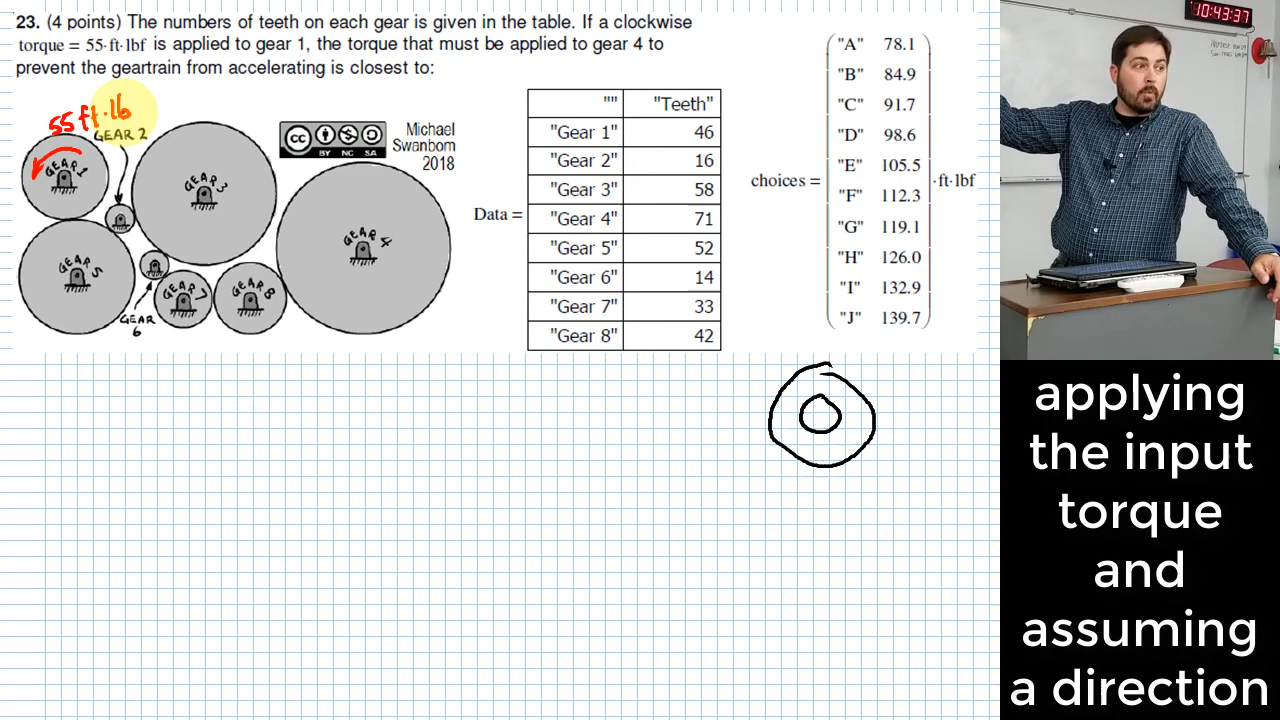 23. (4 points) The numbers of teeth on each gear is given in the table. If a clockwise
torque = 55·ft·lbf is applied to gear 1, the torque that must be applied to gear 4 to
prevent the geartrain from accelerating is closest to:
55 ft·lb
GEAR 2
GEAR 1
GEAR 3
GEAR 4
GEAR 5
GEAR
6
GEAR 7
GEAR 8
CC BY NC SA
Michael
Swanbom
2018
Data =
"" "Teeth"
"Gear 1" 46
"Gear 2" 16
"Gear 3" 58
"Gear 4" 71
"Gear 5" 52
"Gear 6" 14
"Gear 7" 33
"Gear 8" 42
choices =
"A" 78.1
"B" 84.9
"C" 91.7
"D" 98.6
"E" 105.5
"F" 112.3
"G" 119.1
"H" 126.0
"I" 132.9
"J" 139.7
·ft·lbf
10:43:37
applying
the input
torque
and
assuming
a direction